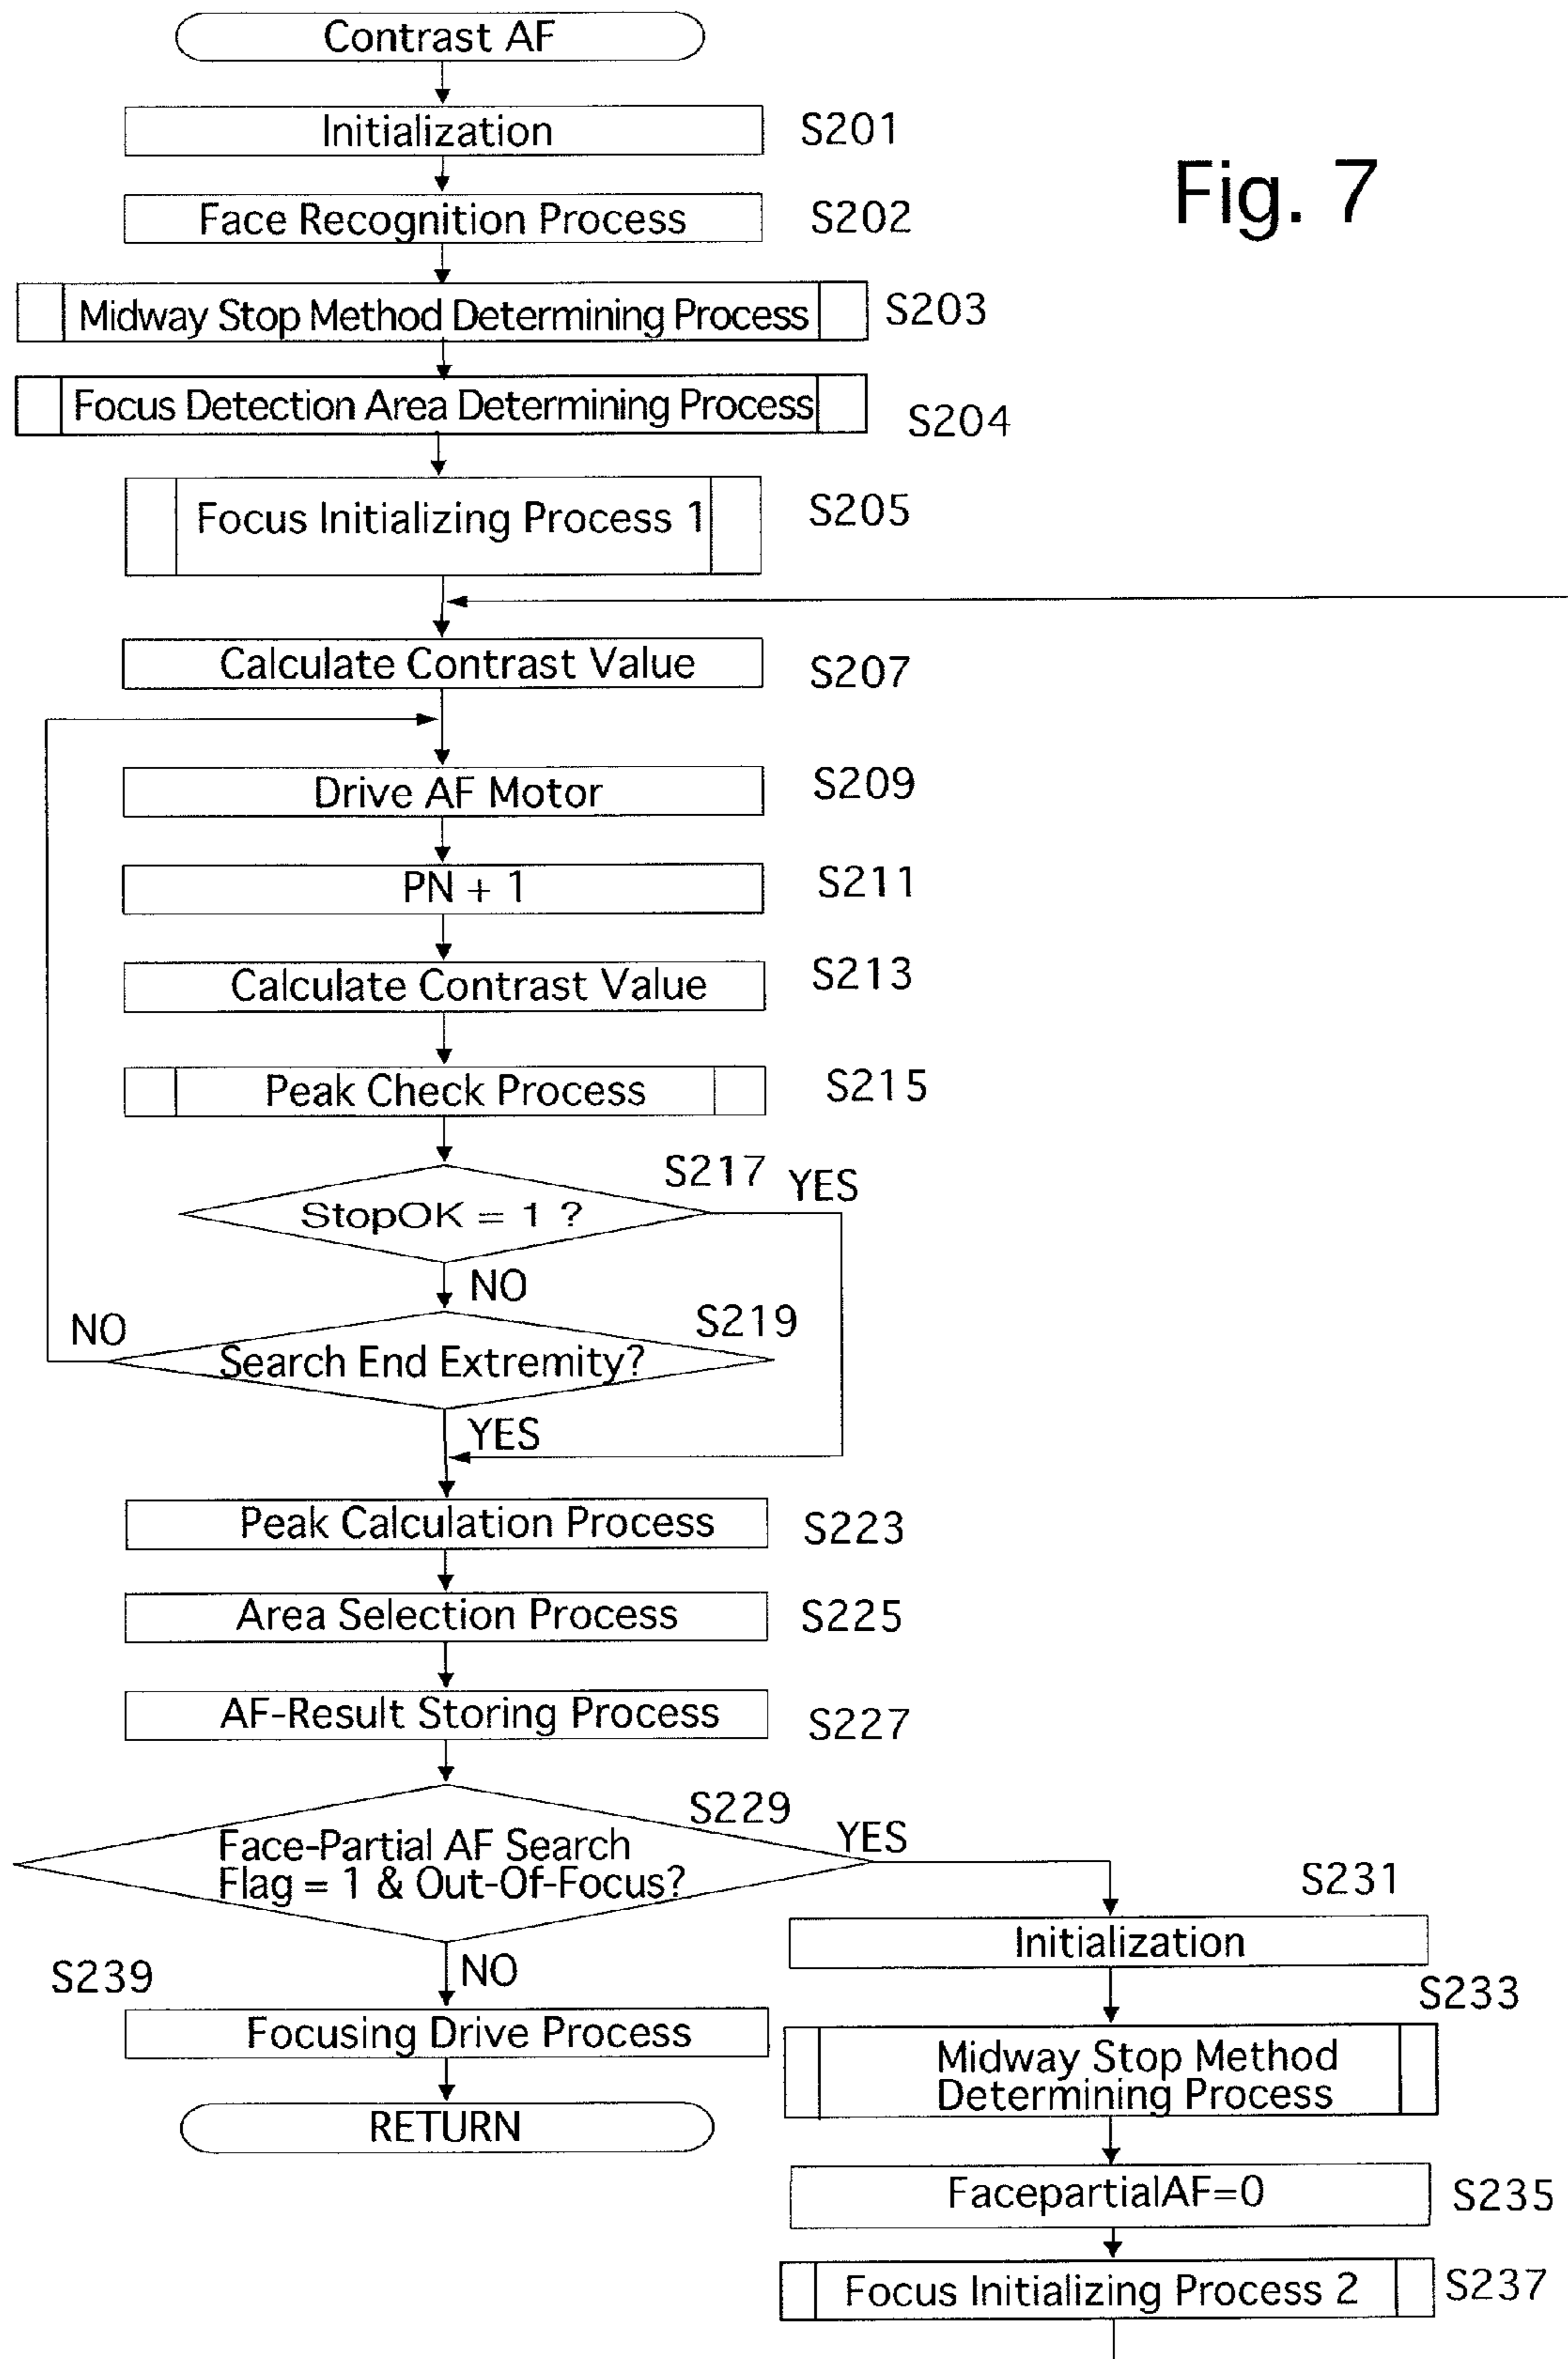 Contrast AF
Initialization
S201
Fig. 7
Face Recognition Process
S202
Midway Stop Method Determining Process
S203
Focus Detection Area Determining Process
S204
Focus Initializing Process 1
S205
Calculate Contrast Value
S207
Drive AF Motor
S209
PN + 1
S211
Calculate Contrast Value
S213
Peak Check Process
S215
StopOK = 1 ?
S217
YES
NO
Search End Extremity?
S219
NO
YES
Peak Calculation Process
S223
Area Selection Process
S225
AF-Result Storing Process
S227
Face-Partial AF Search
Flag = 1 & Out-Of-Focus?
S229
YES
NO
S231
Initialization
S239
Focusing Drive Process
RETURN
S233
Midway Stop Method
Determining Process
FacepartialAF=0
S235
Focus Initializing Process 2
S237